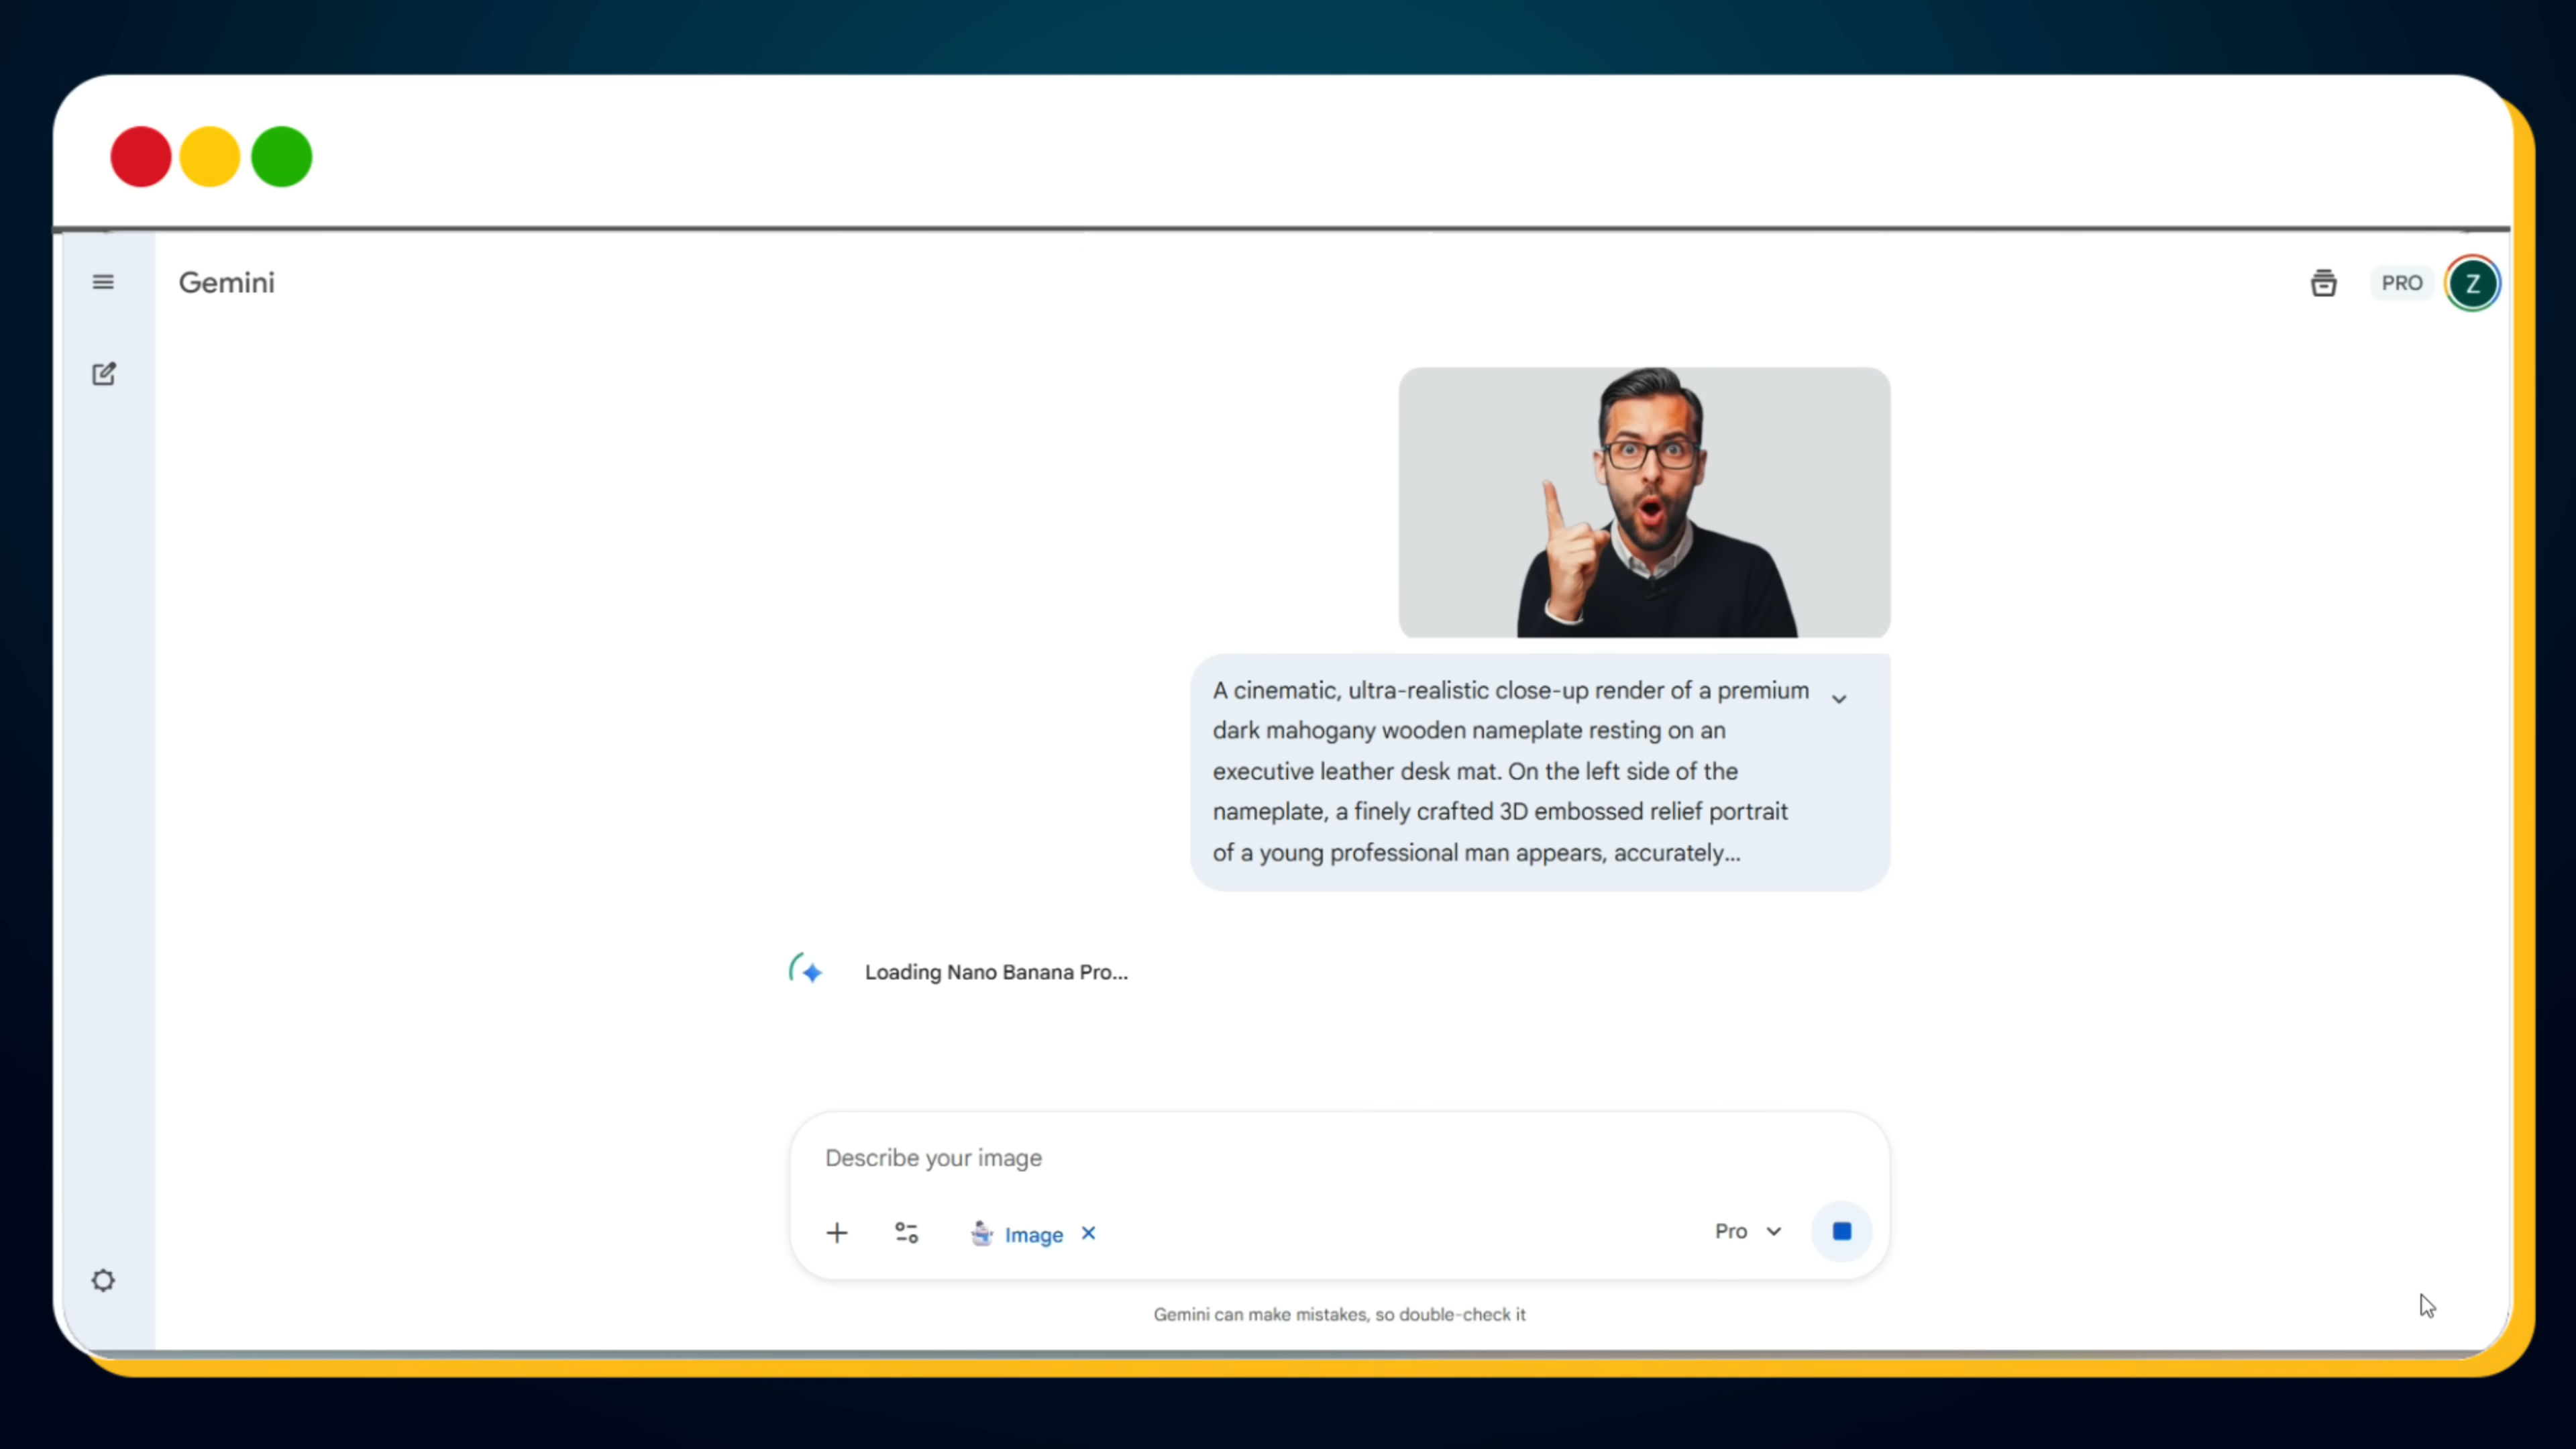 Gemini
PRO
Z
A cinematic, ultra-realistic close-up render of a premium
dark mahogany wooden nameplate resting on an
executive leather desk mat. On the left side of the
nameplate, a finely crafted 3D embossed relief portrait
of a young professional man appears, accurately...
Loading Nano Banana Pro...
Describe your image
Image
Pro
Gemini can make mistakes, so double-check it